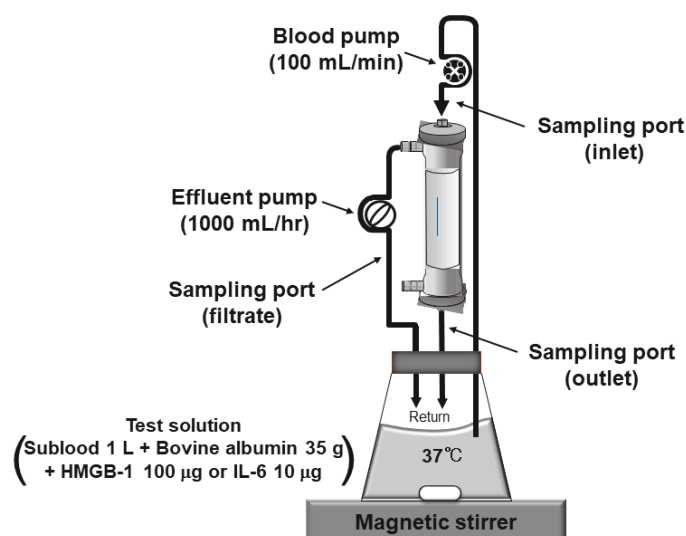 Blood pump
(100 mL/min)
Sampling port
(inlet)
Effluent pump
(1000 mL/hr)
Sampling port
(filtrate)
Sampling port
(outlet)
Return
Test solution
(Sublood 1 L + Bovine albumin 35 g
+ HMGB-1 100 μg or IL-6 10 μg)
37℃
Magnetic stirrer